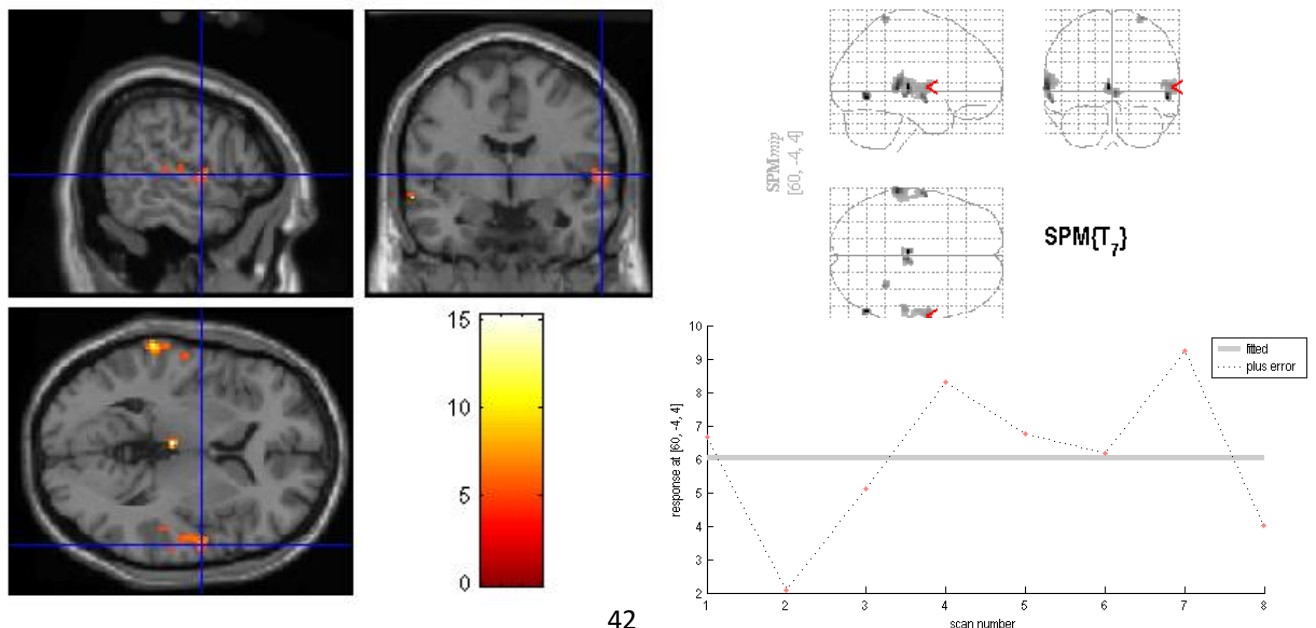 SPMmip
[60, -4, 4]
SPM{T7}
15
10
5
0
10
9
8
7
6
5
4
3
2
response at [60, -4, 4]
fitted
plus error
1 2 3 4 5 6 7 8
scan number
42